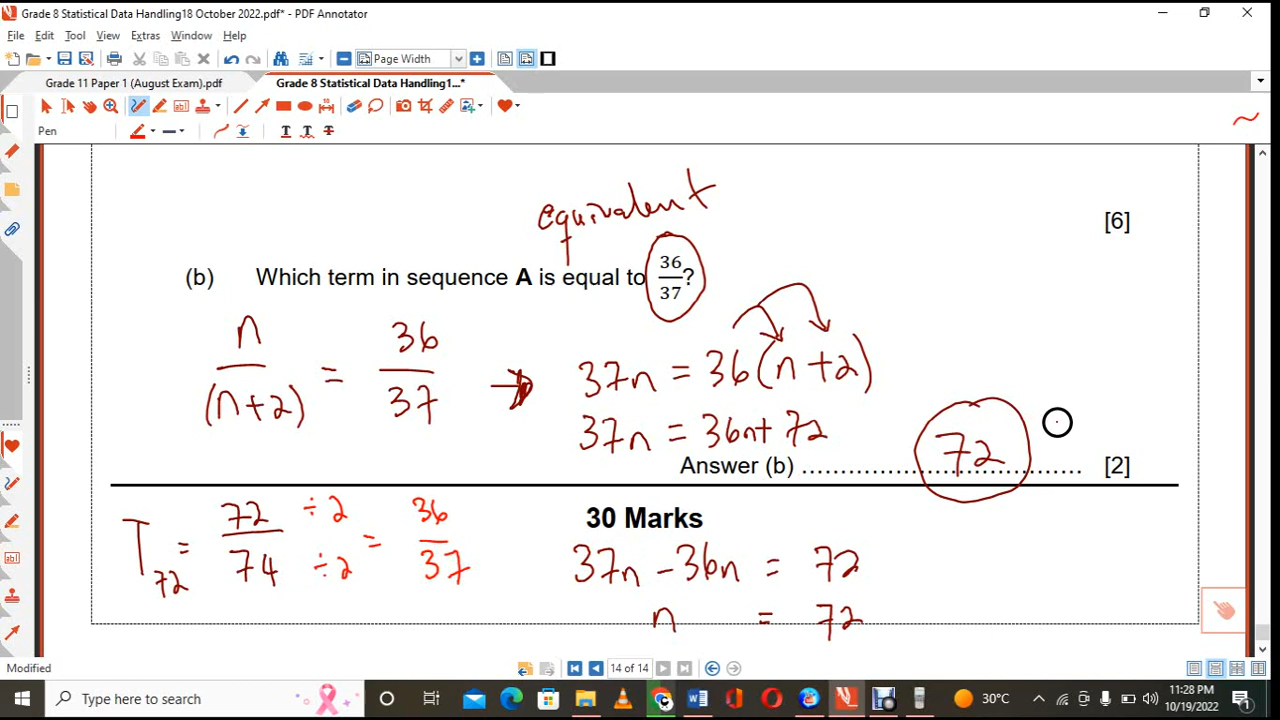 Grade 8 Statistical Data Handling18 October 2022.pdf* - PDF Annotator
File Edit Tool View Extras Window Help
Page Width
Grade 11 Paper 1 (August Exam).pdf Grade 8 Statistical Data Handling1...*
Pen
equivalent
[6]
(b) Which term in sequence A is equal to 36/37?
n/(n+2) = 36/37 → 37n = 36(n+2)
37n = 36n+ 72
Answer (b) .................................... [2]
72
30 Marks
T72 = 72/74 ÷2/÷2 = 36/37
37n - 36n = 72
n = 72
Modified
14 of 14
Type here to search
30°C
11:28 PM
10/19/2022
1